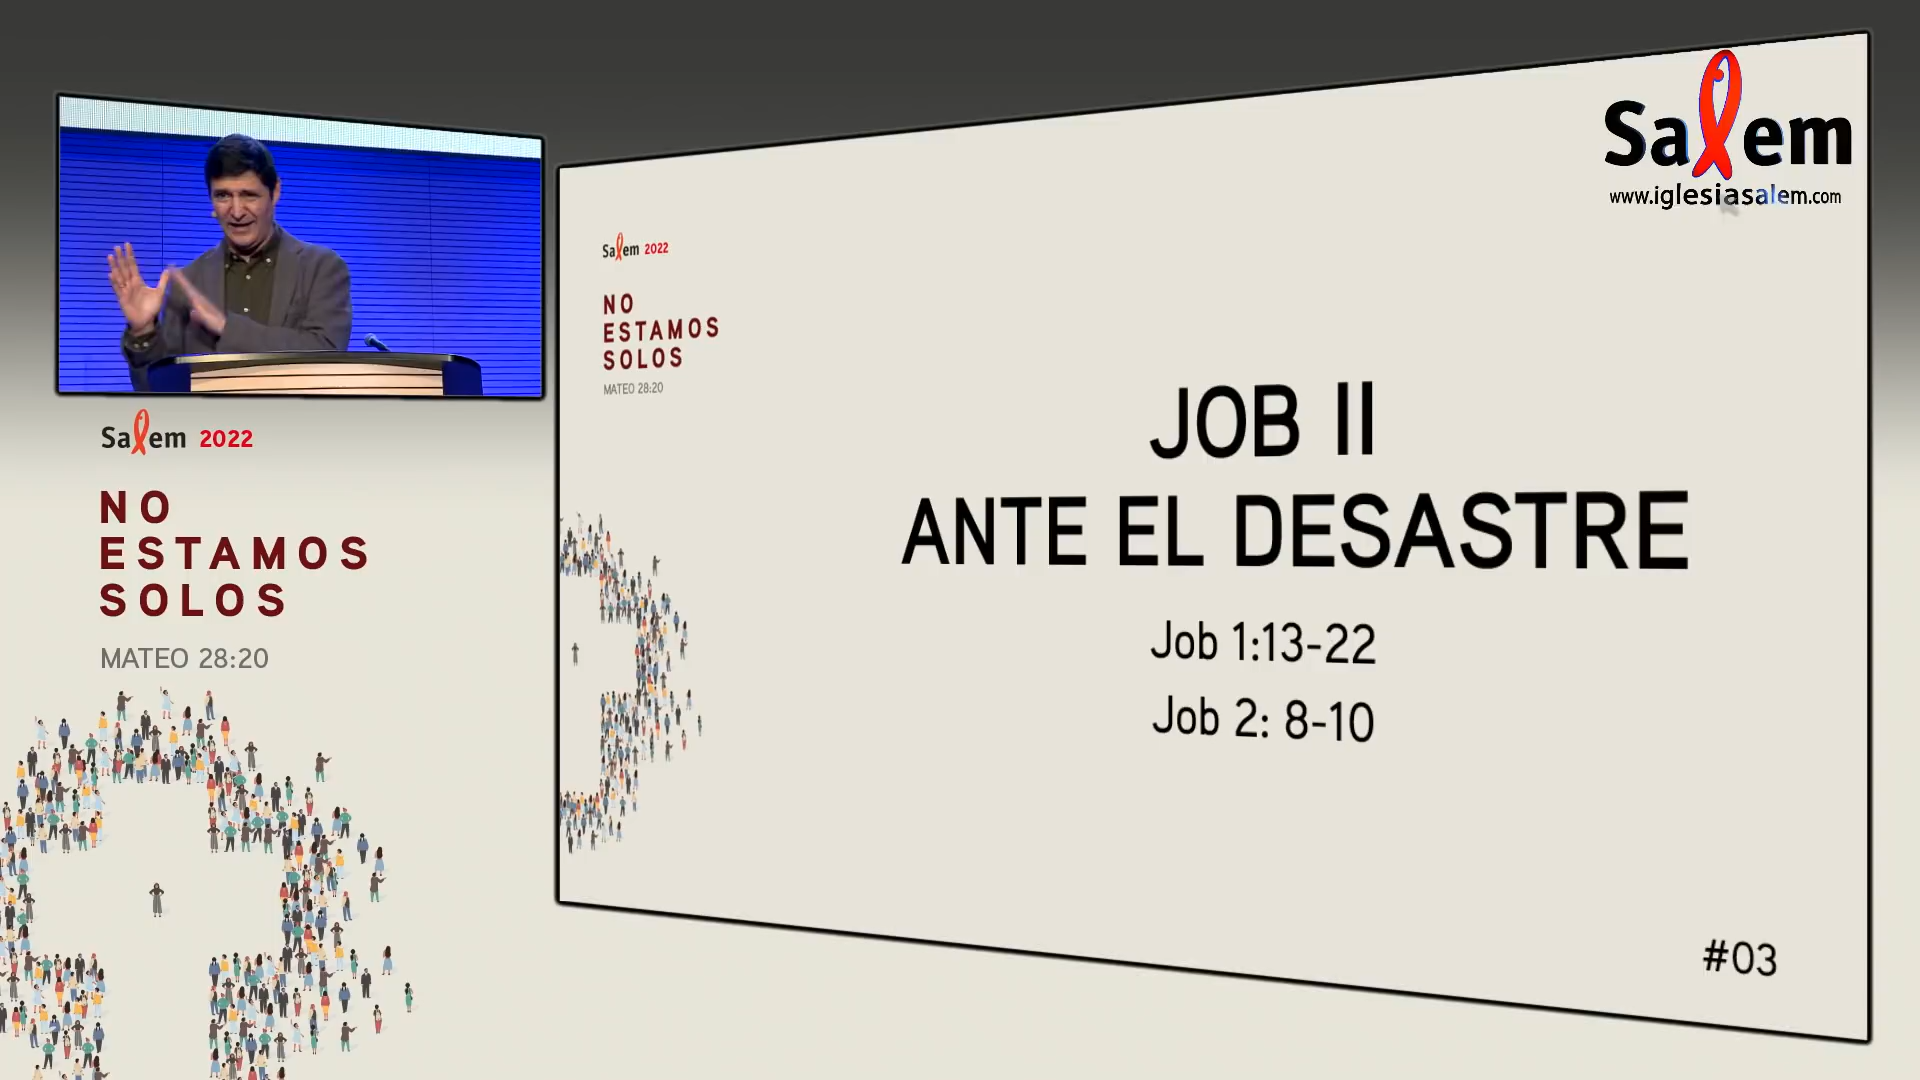 Salem
www.iglesiasalem.com
Salem 2022
NO
ESTAMOS
SOLOS
MATEO 28:20
JOB II
ANTE EL DESASTRE
Job 1:13-22
Job 2: 8-10
#03
Salem 2022
NO
ESTAMOS
SOLOS
MATEO 28:20